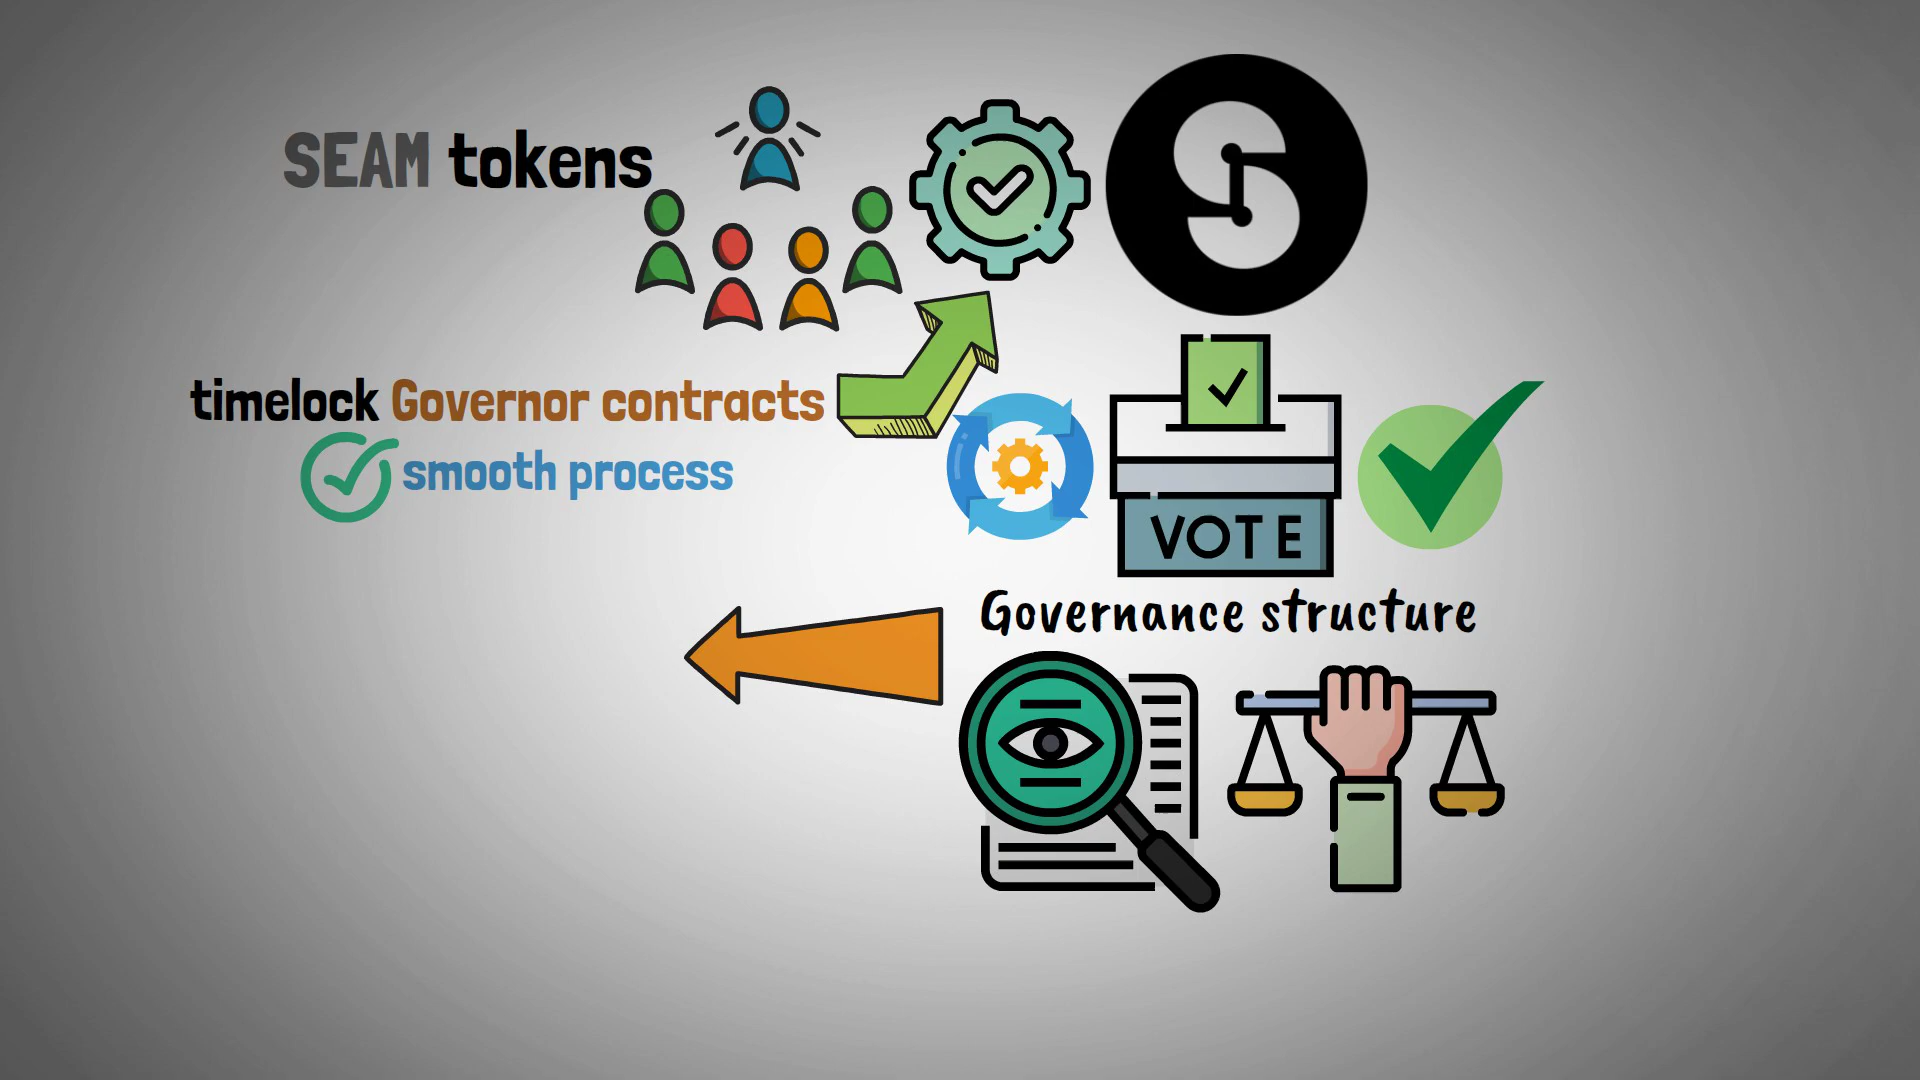 SEAM tokens
timelock Governor contracts
smooth process
VOTE
Governance structure